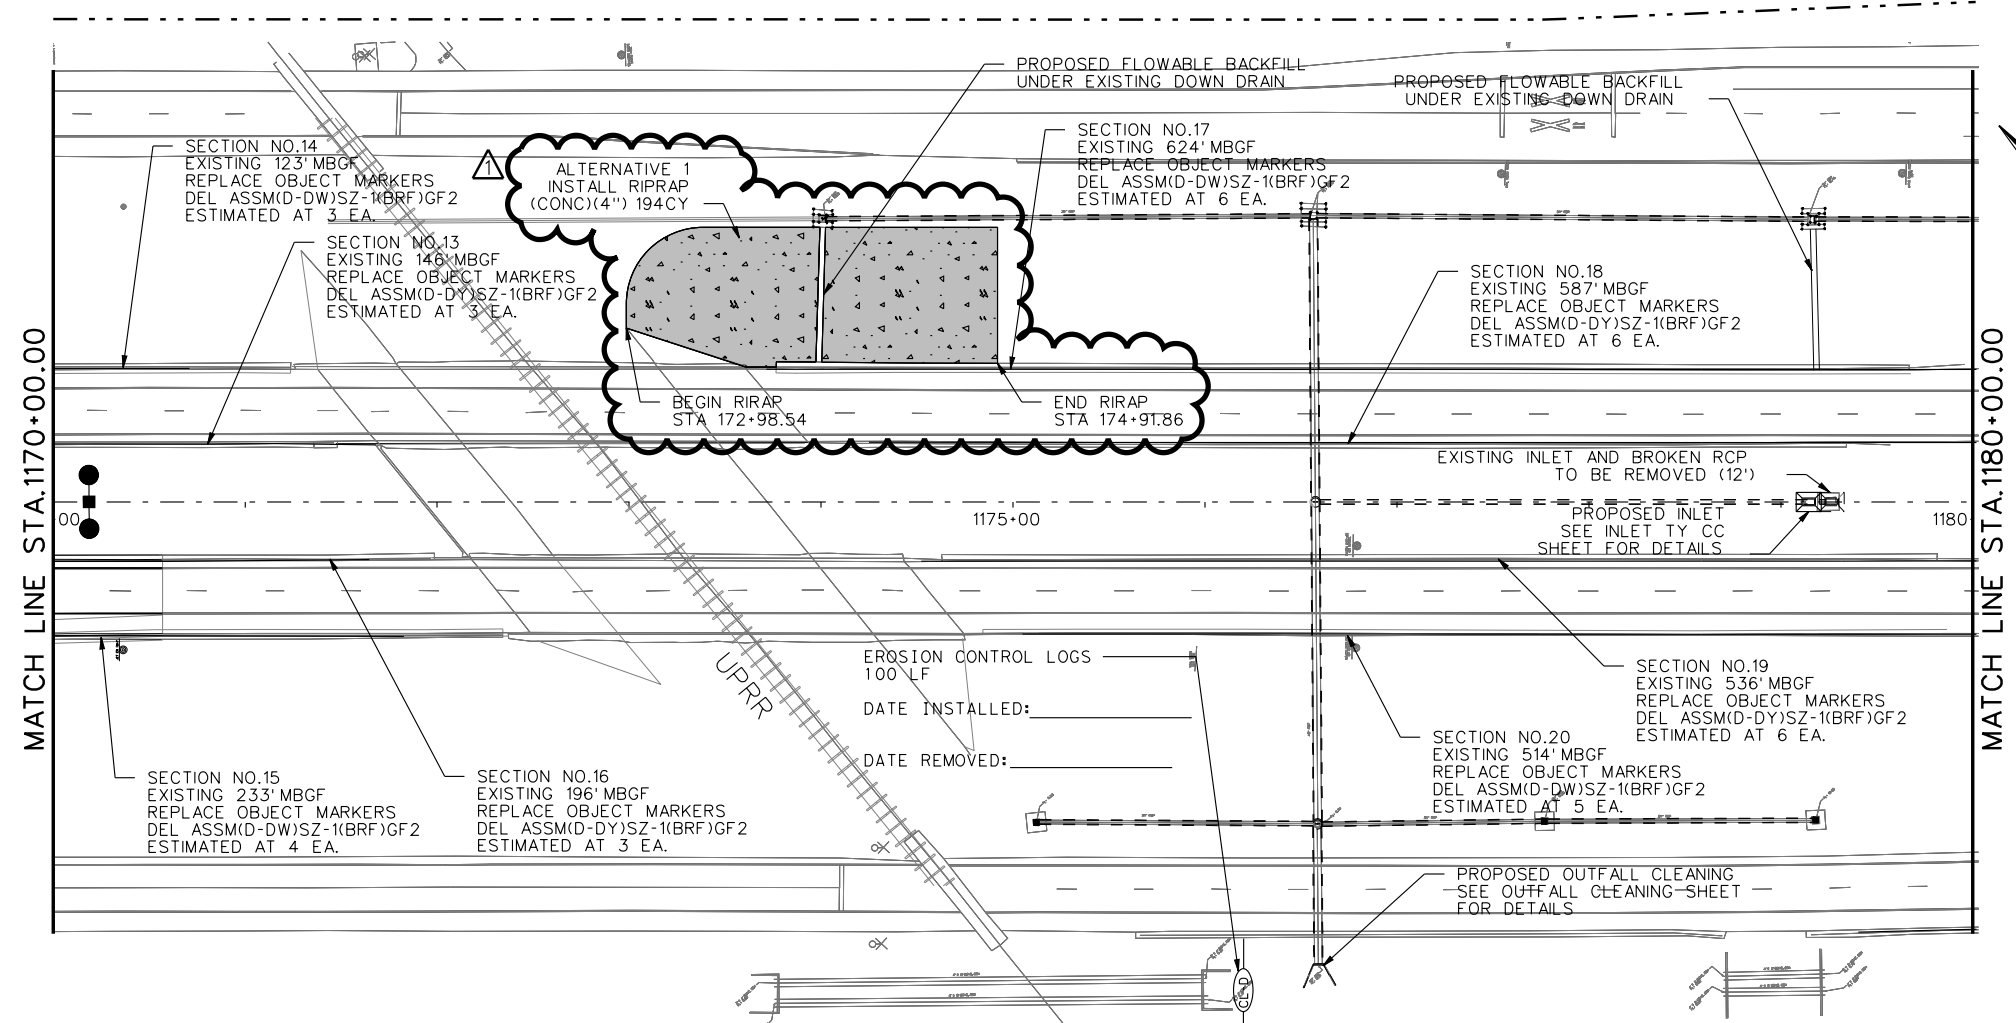 PROPOSED FLOWABLE BACKFILL
UNDER EXISTING DOWN DRAIN
PROPOSED FLOWABLE BACKFILL
UNDER EXISTING DOWN DRAIN
SECTION NO.14
EXISTING 123' MBGF
REPLACE OBJECT MARKERS
DEL ASSM(D-DW)SZ-1(BRF)GF2
ESTIMATED AT 3 EA.
1
ALTERNATIVE 1
INSTALL RIPRAP
(CONC)(4") 194CY
SECTION NO.17
EXISTING 624' MBGF
REPLACE OBJECT MARKERS
DEL ASSM(D-DW)SZ-1(BRF)GF2
ESTIMATED AT 6 EA.
SECTION NO.13
EXISTING 146' MBGF
REPLACE OBJECT MARKERS
DEL ASSM(D-DY)SZ-1(BRF)GF2
ESTIMATED AT 3 EA.
SECTION NO.18
EXISTING 587' MBGF
REPLACE OBJECT MARKERS
DEL ASSM(D-DY)SZ-1(BRF)GF2
ESTIMATED AT 6 EA.
BEGIN RIRAP
STA 172+98.54
END RIRAP
STA 174+91.86
MATCH LINE STA.1170+00.00
MATCH LINE STA.1180+00.00
EXISTING INLET AND BROKEN RCP
TO BE REMOVED (12')
00
1175+00
1180
PROPOSED INLET
SEE INLET TY CC
SHEET FOR DETAILS
UPRR
EROSION CONTROL LOGS
100 LF
DATE INSTALLED:
DATE REMOVED:
SECTION NO.19
EXISTING 536' MBGF
REPLACE OBJECT MARKERS
DEL ASSM(D-DY)SZ-1(BRF)GF2
ESTIMATED AT 6 EA.
SECTION NO.20
EXISTING 514' MBGF
REPLACE OBJECT MARKERS
DEL ASSM(D-DW)SZ-1(BRF)GF2
ESTIMATED AT 5 EA.
SECTION NO.15
EXISTING 233' MBGF
REPLACE OBJECT MARKERS
DEL ASSM(D-DW)SZ-1(BRF)GF2
ESTIMATED AT 4 EA.
SECTION NO.16
EXISTING 196' MBGF
REPLACE OBJECT MARKERS
DEL ASSM(D-DY)SZ-1(BRF)GF2
ESTIMATED AT 3 EA.
PROPOSED OUTFALL CLEANING
SEE OUTFALL CLEANING SHEET
FOR DETAILS